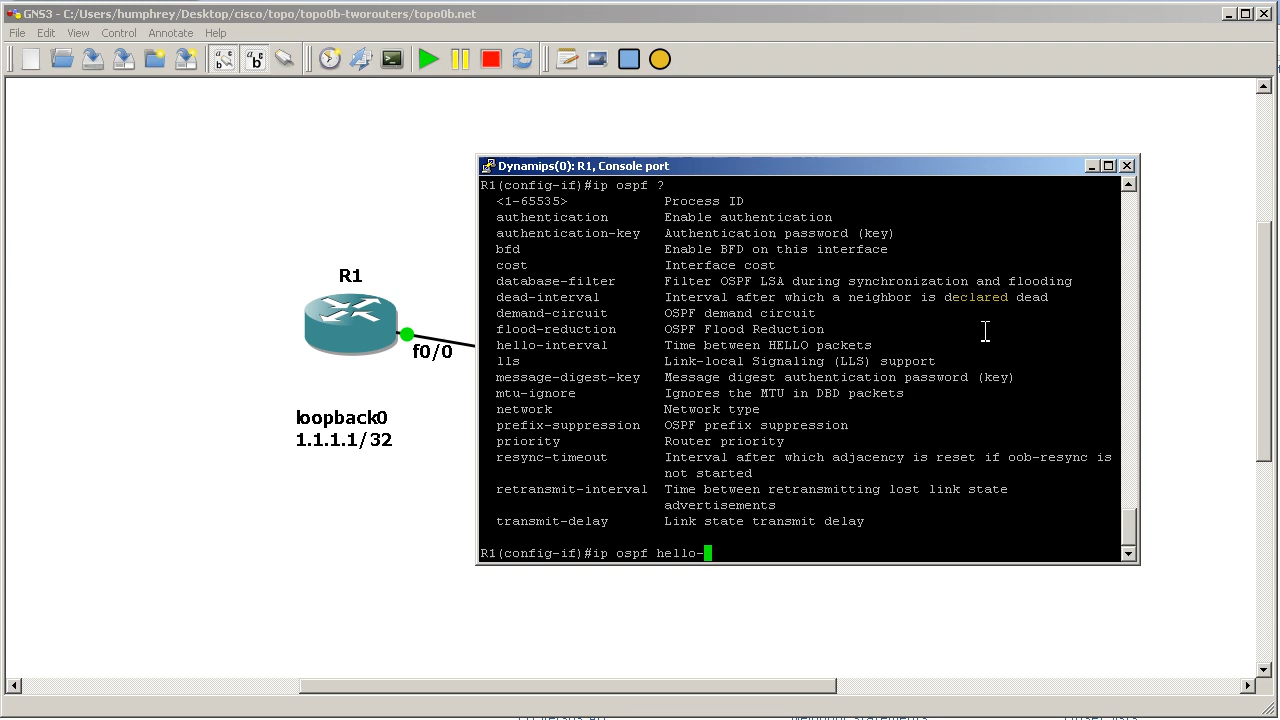 GNS3 - C:/Users/humphrey/Desktop/cisco/topo/topo0b-tworouters/topo0b.net
File Edit View Control Annotate Help
R1
f0/0
loopback0
1.1.1.1/32
Dynamips(0): R1, Console port
R1(config-if)#ip ospf ?
<1-65535> Process ID
authentication Enable authentication
authentication-key Authentication password (key)
bfd Enable BFD on this interface
cost Interface cost
database-filter Filter OSPF LSA during synchronization and flooding
dead-interval Interval after which a neighbor is declared dead
demand-circuit OSPF demand circuit
flood-reduction OSPF Flood Reduction
hello-interval Time between HELLO packets
lls Link-local Signaling (LLS) support
message-digest-key Message digest authentication password (key)
mtu-ignore Ignores the MTU in DBD packets
network Network type
prefix-suppression OSPF prefix suppression
priority Router priority
resync-timeout Interval after which adjacency is reset if oob-resync is
not started
retransmit-interval Time between retransmitting lost link state
advertisements
transmit-delay Link state transmit delay
R1(config-if)#ip ospf hello-